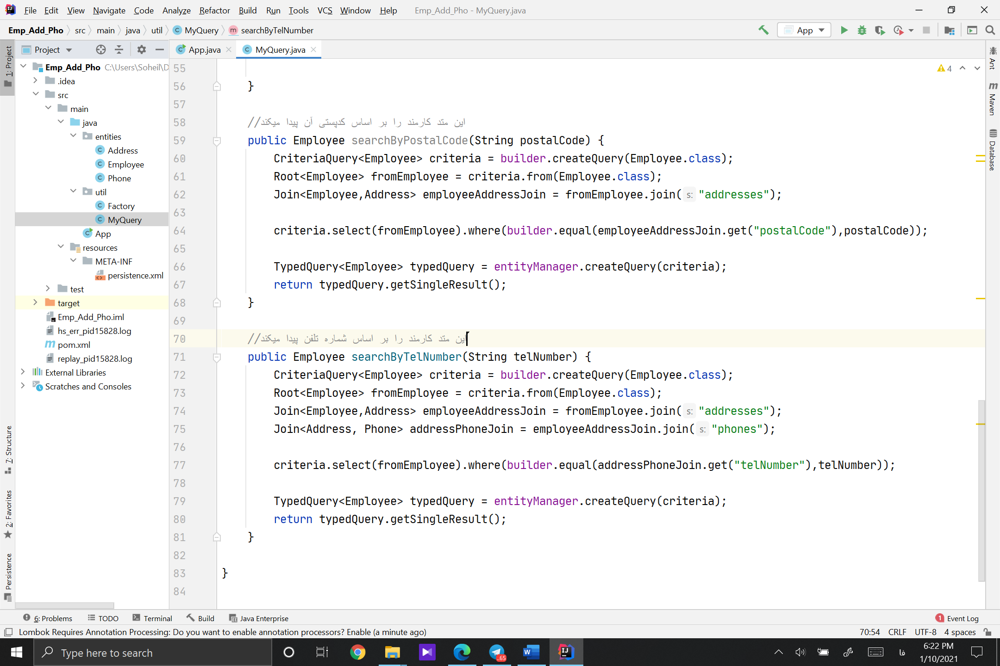 File Edit View Navigate Code Analyze Refactor Build Run Tools VCS Window Help Emp_Add_Pho - MyQuery.java
Emp_Add_Pho src main java util MyQuery searchByTelNumber
App
1: Project
Project
App.java
MyQuery.java
Emp_Add_Pho C:\Users\Soheil\D
.idea
src
main
java
entities
Address
Employee
Phone
util
Factory
MyQuery
App
resources
META-INF
persistence.xml
test
target
Emp_Add_Pho.iml
hs_err_pid15828.log
pom.xml
replay_pid15828.log
External Libraries
Scratches and Consoles
7: Structure
2: Favorites
Persistence
4
55
56 }
57
58 //این متد کارمند را بر اساس کدپستی آن پیدا میکند
59 public Employee searchByPostalCode(String postalCode) {
60 CriteriaQuery<Employee> criteria = builder.createQuery(Employee.class);
61 Root<Employee> fromEmployee = criteria.from(Employee.class);
62 Join<Employee,Address> employeeAddressJoin = fromEmployee.join( s: "addresses");
63
64 criteria.select(fromEmployee).where(builder.equal(employeeAddressJoin.get("postalCode"),postalCode));
65
66 TypedQuery<Employee> typedQuery = entityManager.createQuery(criteria);
67 return typedQuery.getSingleResult();
68 }
69
70 //این متد کارمند را بر اساس شماره تلفن پیدا میکند
71 public Employee searchByTelNumber(String telNumber) {
72 CriteriaQuery<Employee> criteria = builder.createQuery(Employee.class);
73 Root<Employee> fromEmployee = criteria.from(Employee.class);
74 Join<Employee,Address> employeeAddressJoin = fromEmployee.join( s: "addresses");
75 Join<Address, Phone> addressPhoneJoin = employeeAddressJoin.join( s: "phones");
76
77 criteria.select(fromEmployee).where(builder.equal(addressPhoneJoin.get("telNumber"),telNumber));
78
79 TypedQuery<Employee> typedQuery = entityManager.createQuery(criteria);
80 return typedQuery.getSingleResult();
81 }
82
83 }
84
Ant
Maven
Database
6: Problems TODO Terminal Build Java Enterprise 1 Event Log
Lombok Requires Annotation Processing: Do you want to enable annotation processors? Enable (a minute ago) 70:54 CRLF UTF-8 4 spaces
Type here to search
..65
فا
6:22 PM
1/10/2021